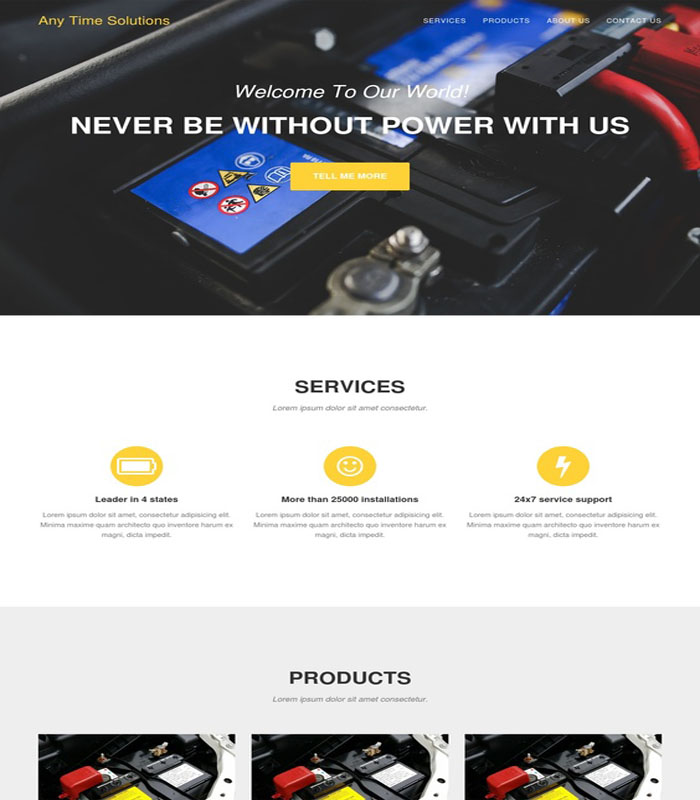 Any Time Solutions
SERVICES PRODUCTS ABOUT US CONTACT US
Welcome To Our World!
NEVER BE WITHOUT POWER WITH US
TELL ME MORE
SERVICES
Lorem ipsum dolor sit amet consectetur.
Leader in 4 states
Lorem ipsum dolor sit amet, consectetur adipisicing elit.
Minima maxime quam architecto quo inventore harum ex
magni, dicta impedit.
More than 25000 installations
Lorem ipsum dolor sit amet, consectetur adipisicing elit.
Minima maxime quam architecto quo inventore harum ex
magni, dicta impedit.
24x7 service support
Lorem ipsum dolor sit amet, consectetur adipisicing elit.
Minima maxime quam architecto quo inventore harum ex
magni, dicta impedit.
PRODUCTS
Lorem ipsum dolor sit amet consectetur.